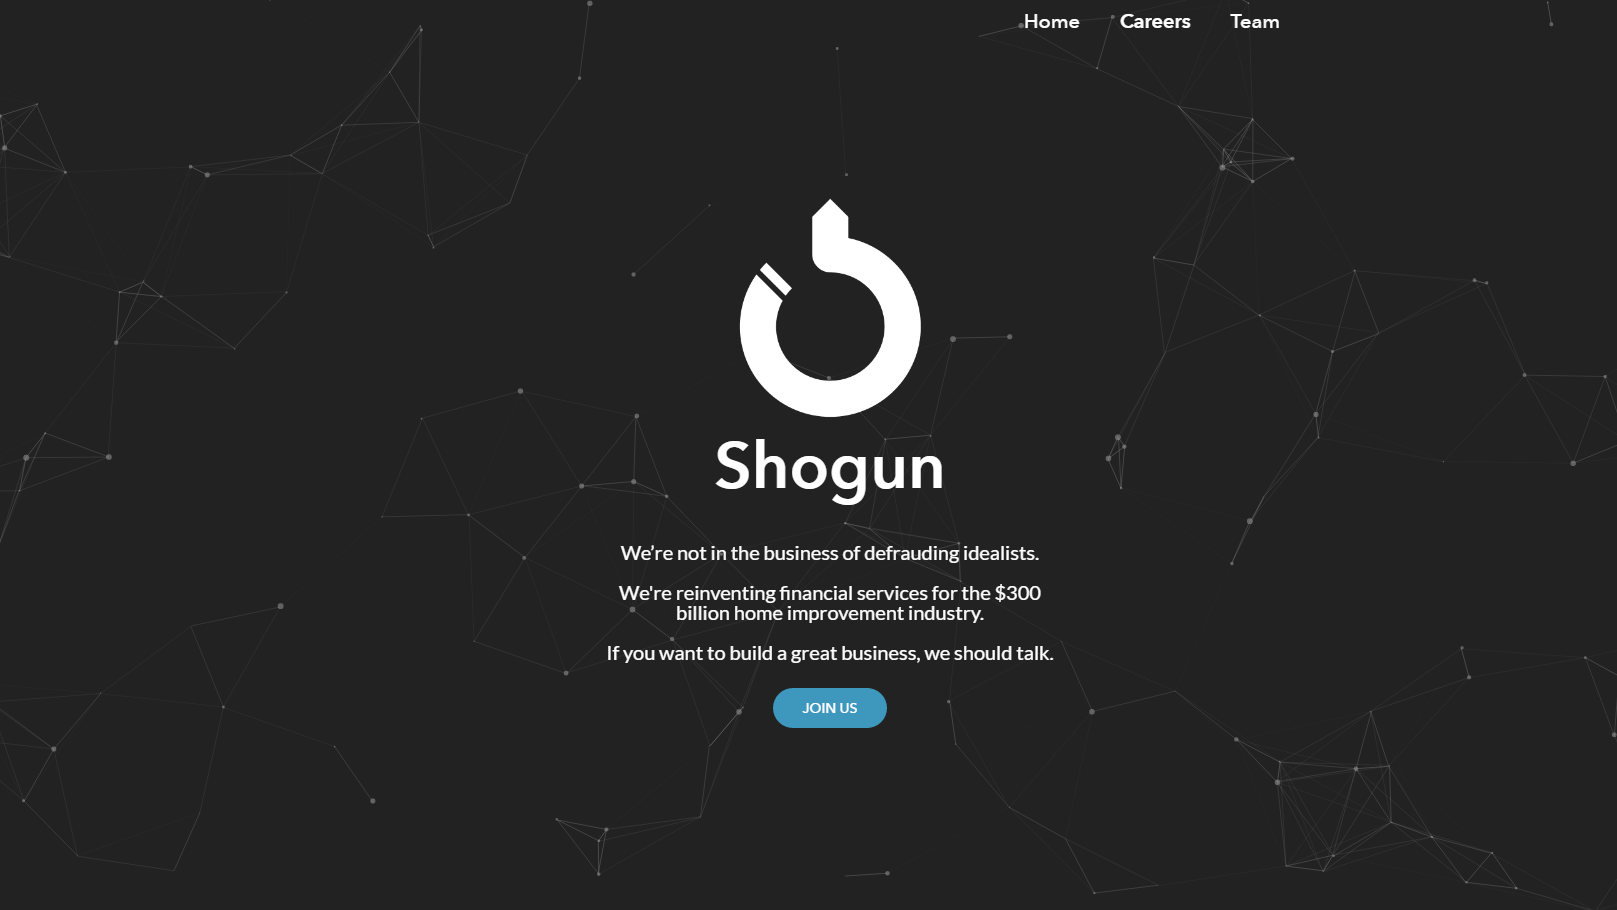 Home Careers Team
Shogun
We’re not in the business of defrauding idealists.
We're reinventing financial services for the $300
billion home improvement industry.
If you want to build a great business, we should talk.
JOIN US